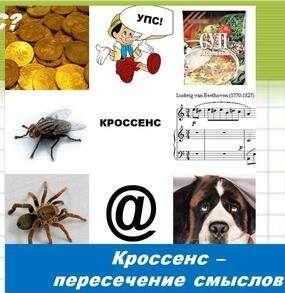 С?
УПС!
СУП
Ludwig van Beethoven (1770-1827)
КРОССЕНС
@
Кроссенс –
пересечение смыслов